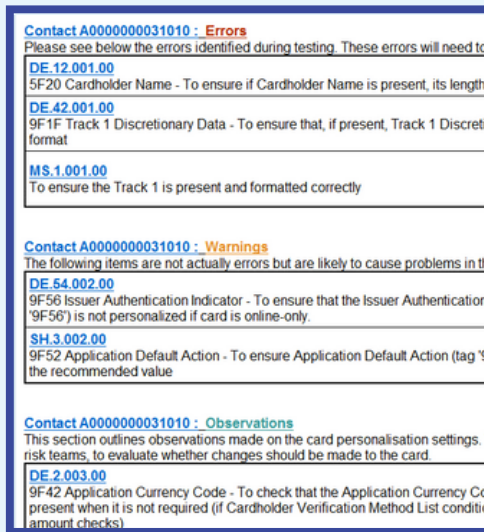 Contact A0000000031010 : Errors
Please see below the errors identified during testing. These errors will need to
DE.12.001.00
5F20 Cardholder Name - To ensure if Cardholder Name is present, its length
DE.42.001.00
9F1F Track 1 Discretionary Data - To ensure that, if present, Track 1 Discreti
format
MS.1.001.00
To ensure the Track 1 is present and formatted correctly
Contact A0000000031010 : Warnings
The following items are not actually errors but are likely to cause problems in th
DE.54.002.00
9F56 Issuer Authentication Indicator - To ensure that the Issuer Authentication
'9F56') is not personalized if card is online-only.
SH.3.002.00
9F52 Application Default Action - To ensure Application Default Action (tag '9
the recommended value
Contact A0000000031010 : Observations
This section outlines observations made on the card personalisation settings.
risk teams, to evaluate whether changes should be made to the card.
DE.2.003.00
9F42 Application Currency Code - To check that the Application Currency Co
present when it is not required (if Cardholder Verification Method List conditi
amount checks)